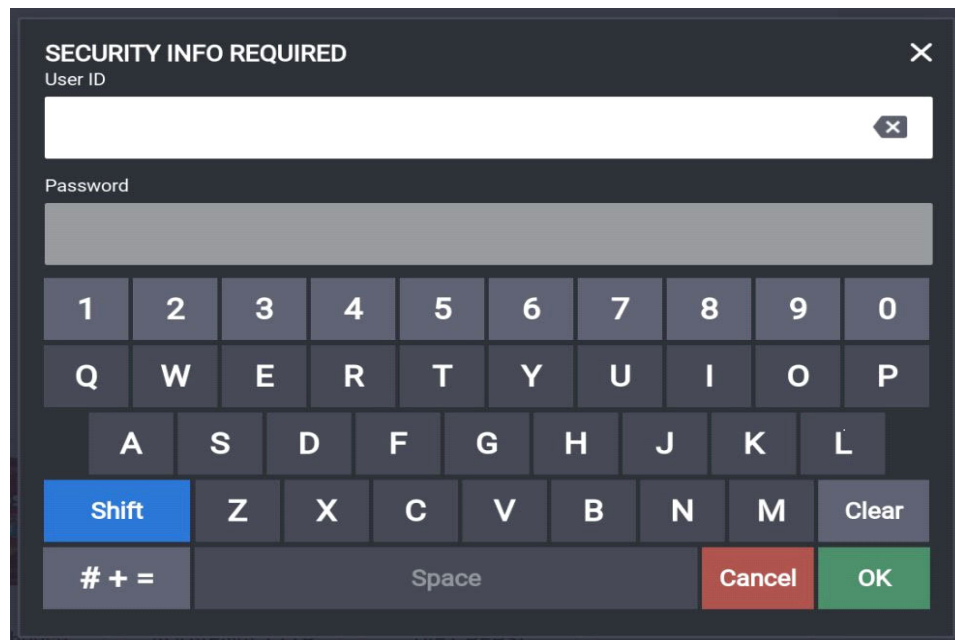 SECURITY INFO REQUIRED
User ID
Password
1 2 3 4 5 6 7 8 9 0
Q W E R T Y U I O P
A S D F G H J K L
Shift Z X C V B N M Clear
# + = Space Cancel OK